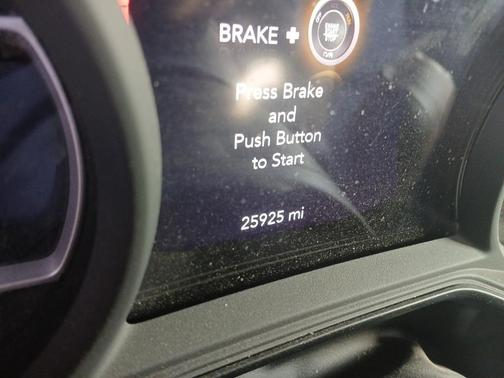 BRAKE +
Press Brake
and
Push Button
to Start
25925 mi